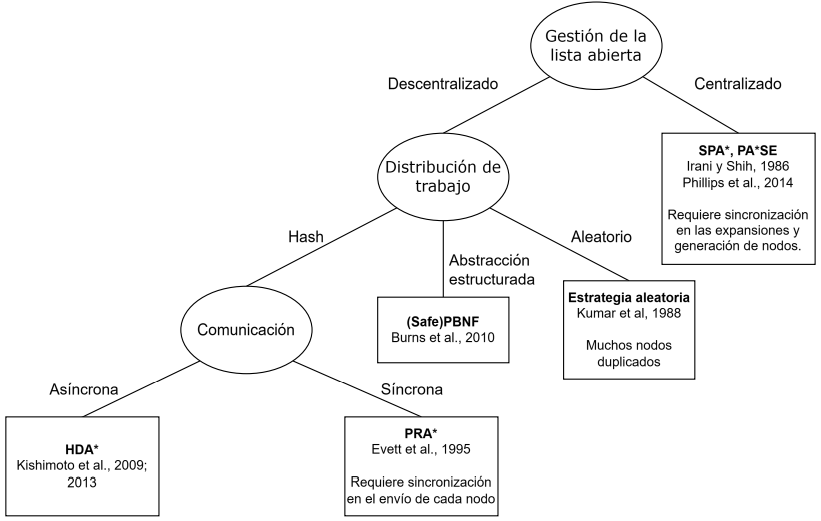 Gestión de la
lista abierta
Descentralizado
Centralizado
SPA*, PA*SE
Irani y Shih, 1986
Phillips et al., 2014
Requiere sincronización
en las expansiones y
generación de nodos.
Distribución de
trabajo
Hash
Abstracción
estructurada
Aleatorio
(Safe)PBNF
Burns et al., 2010
Estrategia aleatoria
Kumar et al, 1988
Muchos nodos
duplicados
Comunicación
Asíncrona
Síncrona
HDA*
Kishimoto et al., 2009;
2013
PRA*
Evett et al., 1995
Requiere sincronización
en el envío de cada nodo